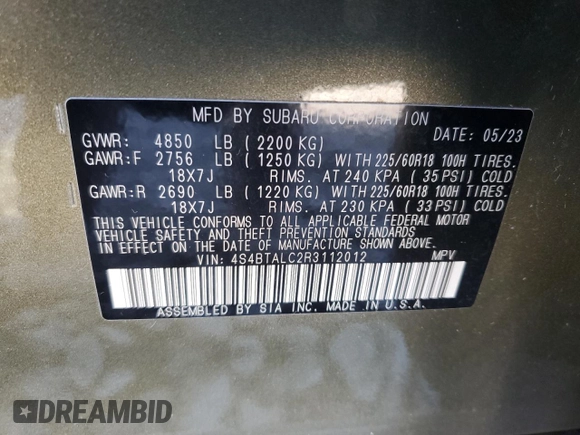 MFD BY SUBARU CORPORATION
GVWR: 4850 LB ( 2200 KG) DATE: 05/23
GAWR:F 2756 LB ( 1250 KG) WITH 225/60R18 100H TIRES.
18X7J RIMS. AT 240 KPA ( 35 PSI) COLD
GAWR:R 2690 LB ( 1220 KG) WITH 225/60R18 100H TIRES.
18X7J RIMS. AT 230 KPA ( 33 PSI) COLD
THIS VEHICLE CONFORMS TO ALL APPLICABLE FEDERAL MOTOR
VEHICLE SAFETY AND THEFT PREVENTION STANDARDS
IN EFFECT ON THE DATE OF MANUFACTURE SHOWN ABOVE.
VIN: 4S4BTALC2R3112012 MPV
ASSEMBLED BY SIA INC. MADE IN U.S.A.
DREAMBID